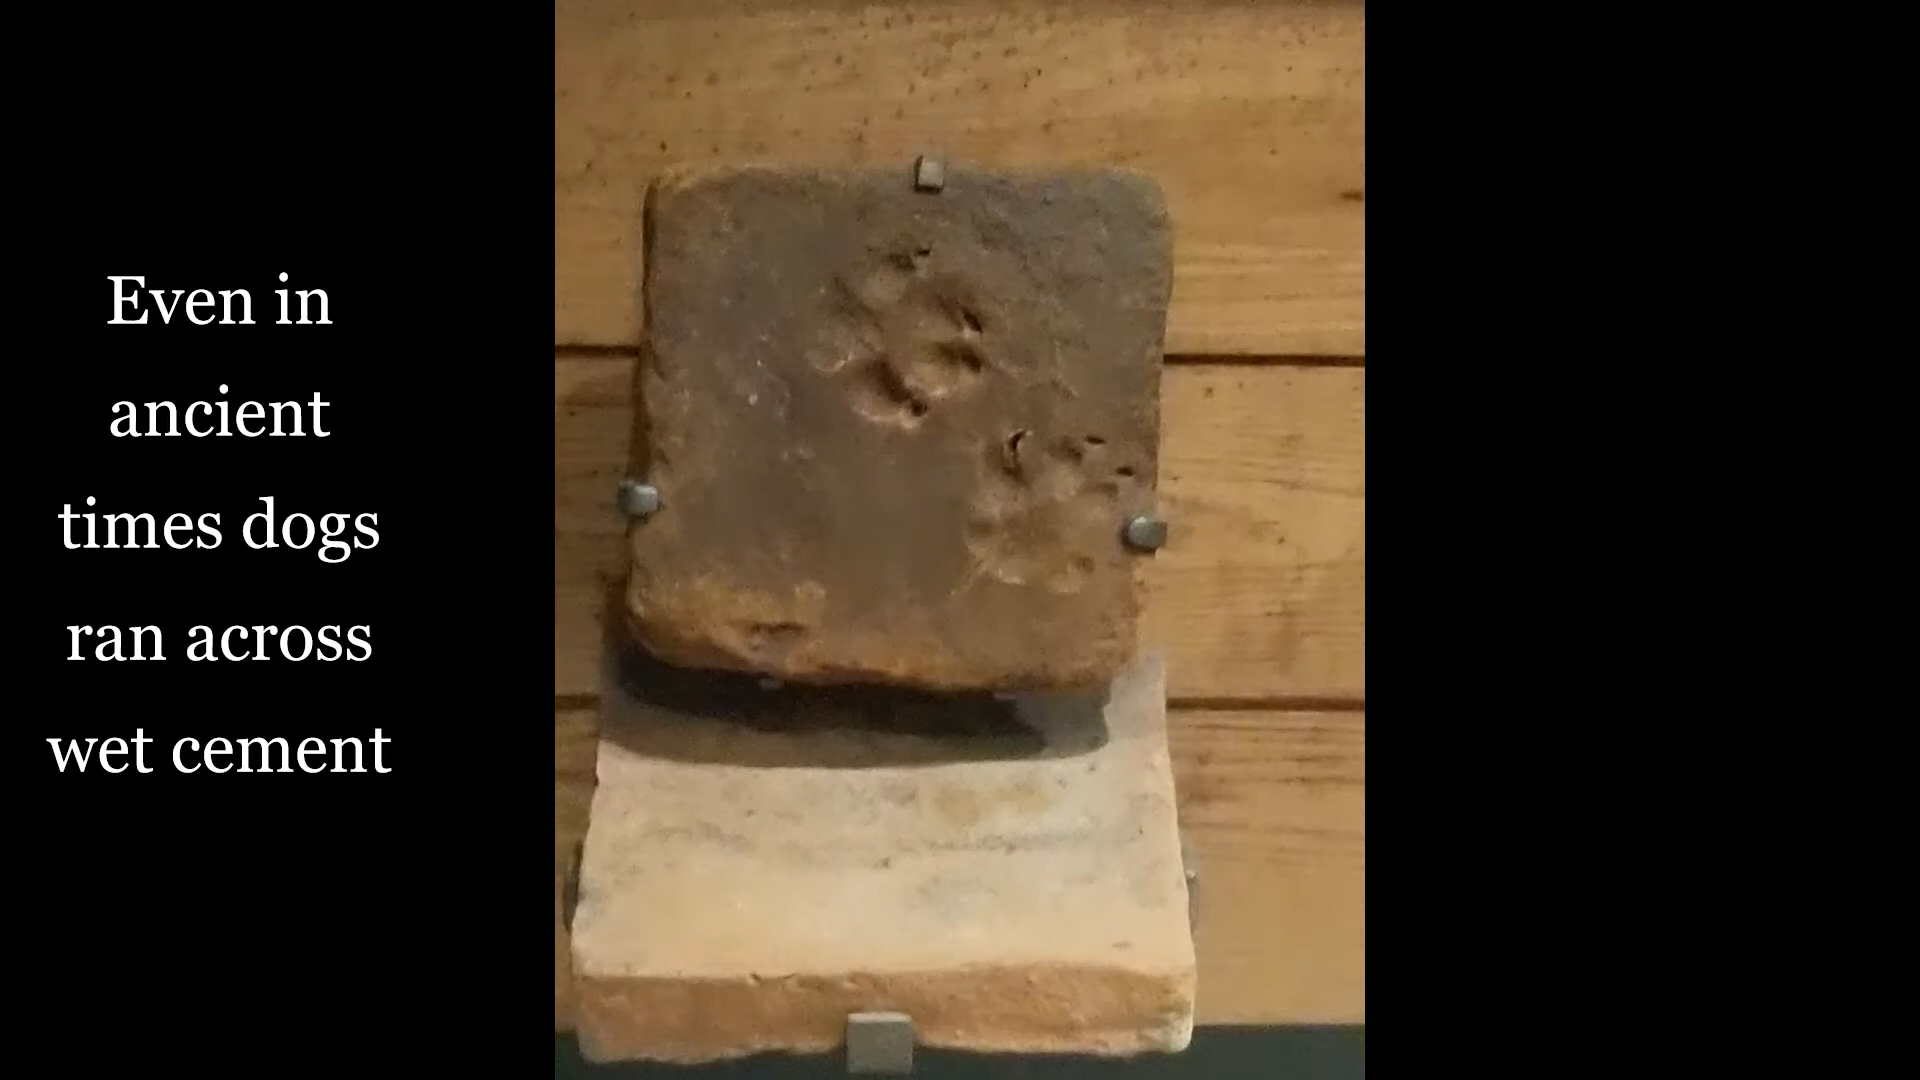 Even in
ancient
times dogs
ran across
wet cement